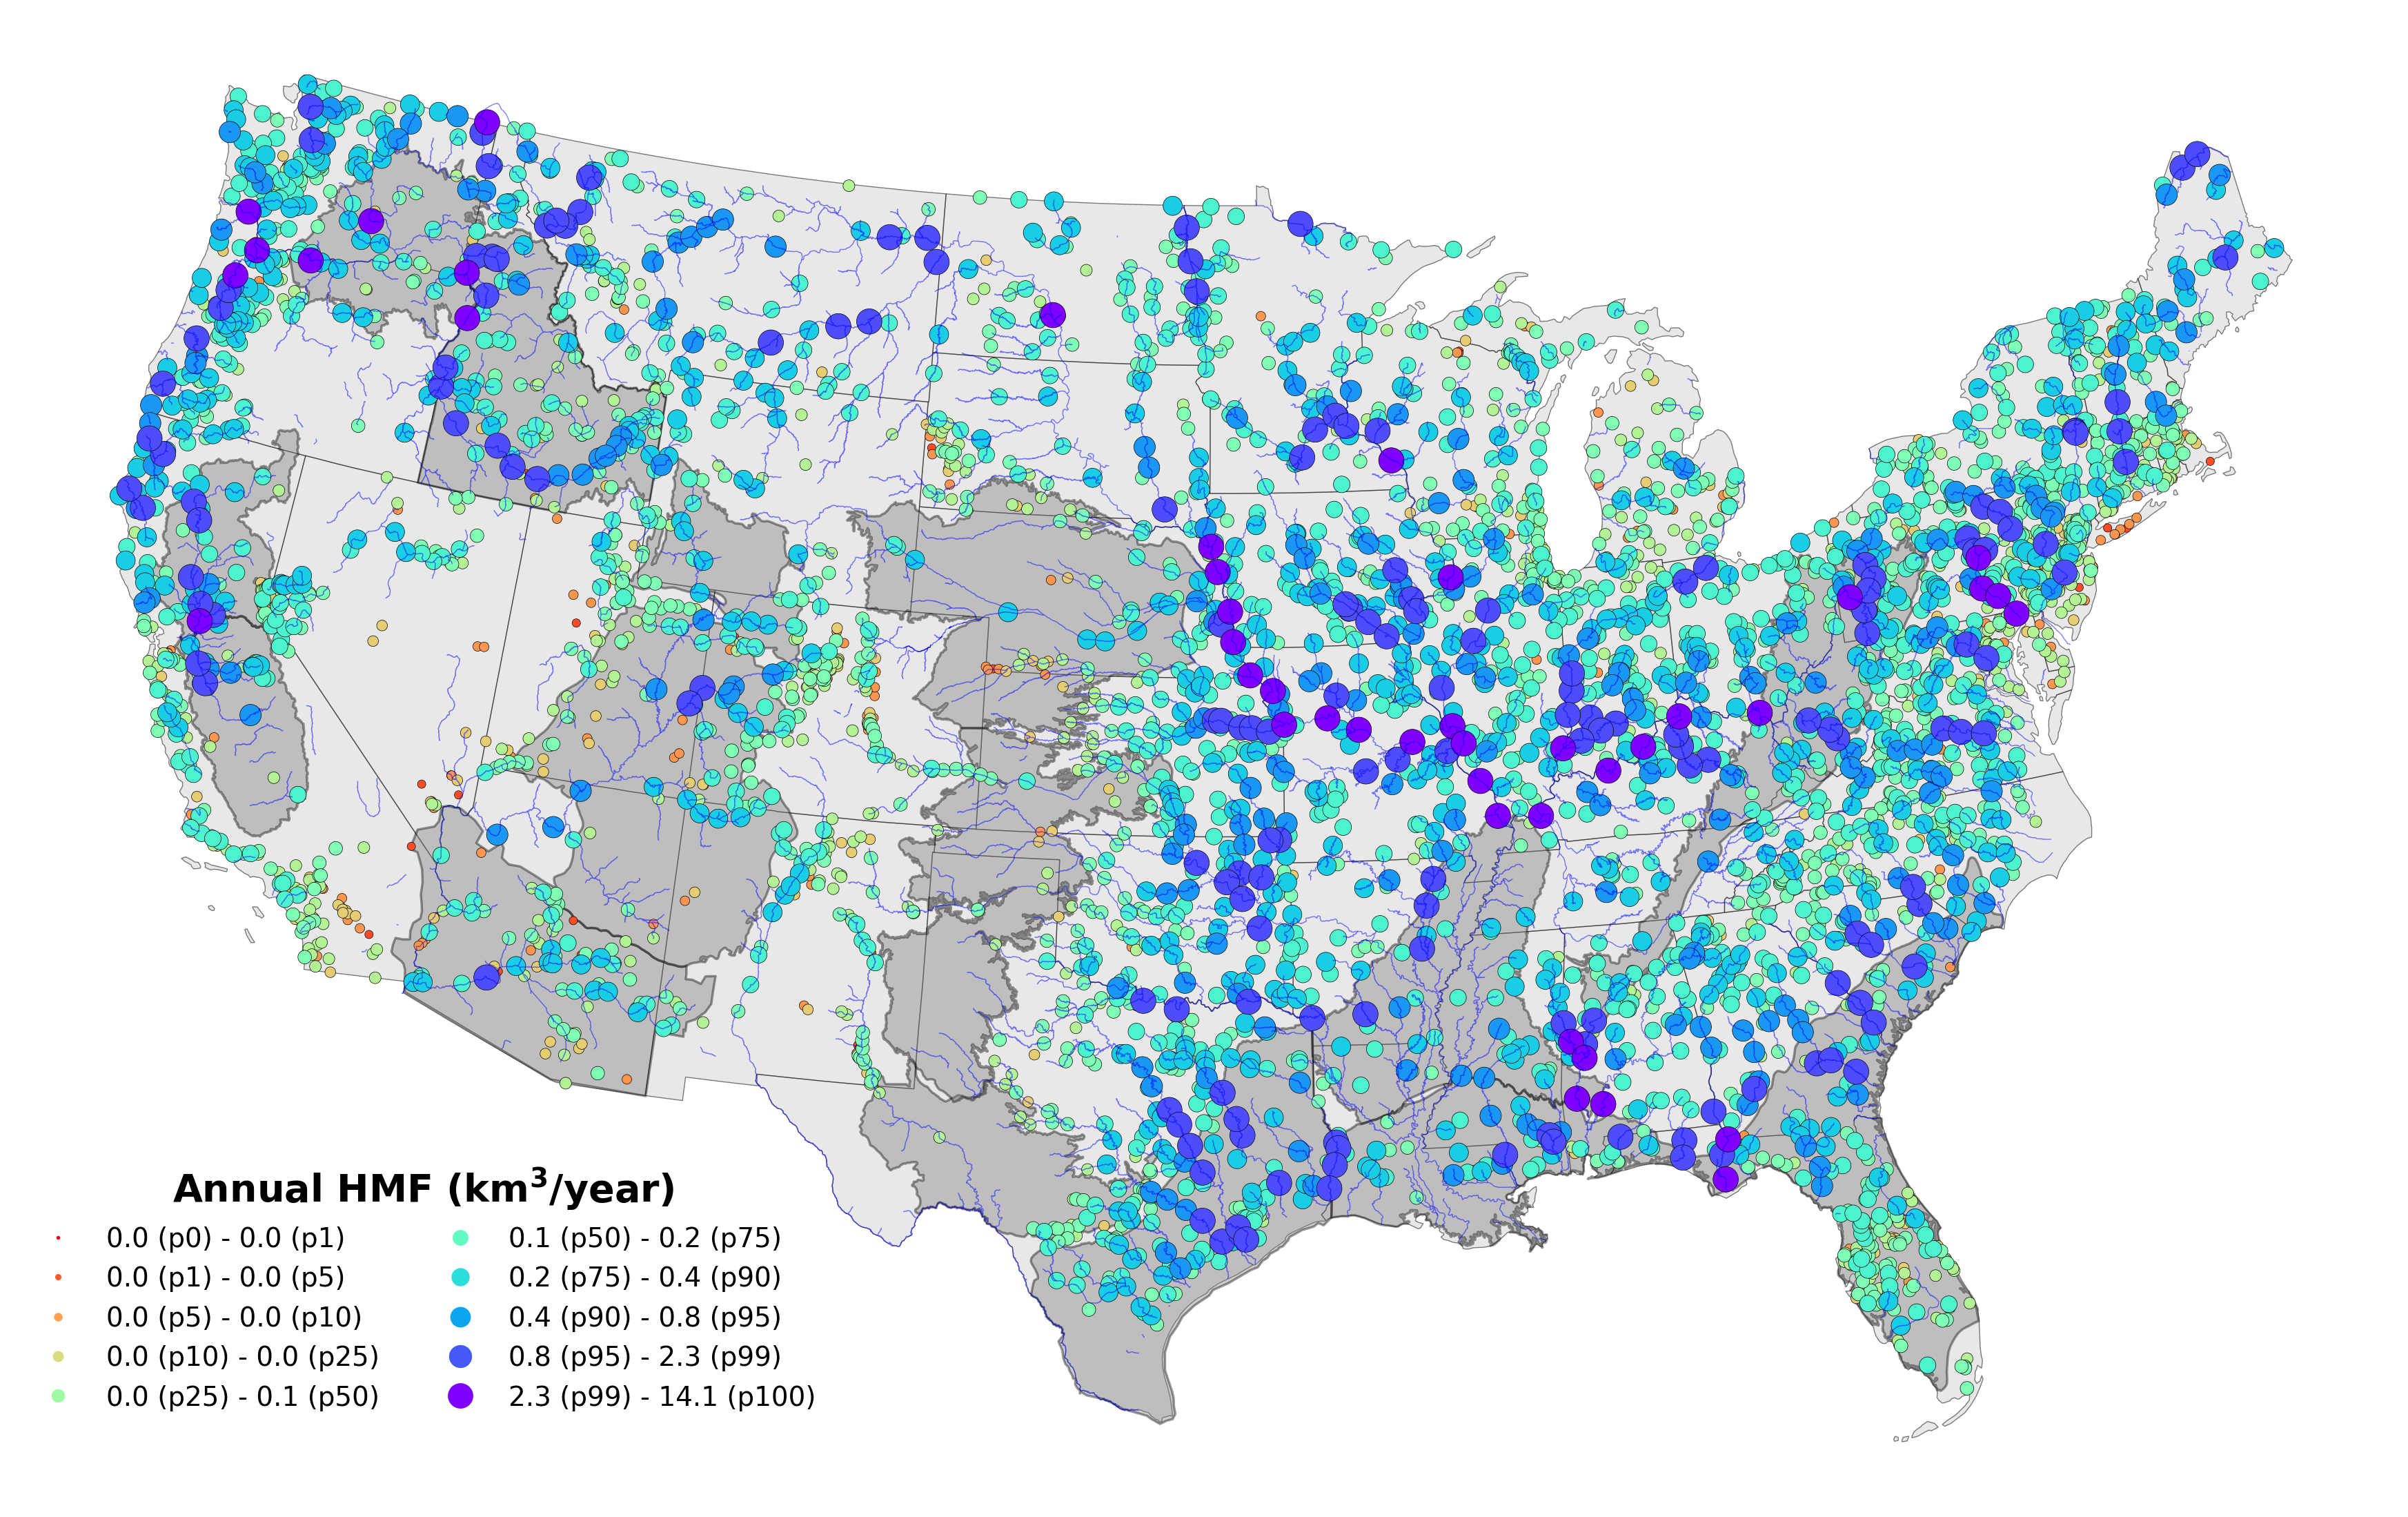 Annual HMF (km³/year)
0.0 (p0) - 0.0 (p1)
0.0 (p1) - 0.0 (p5)
0.0 (p5) - 0.0 (p10)
0.0 (p10) - 0.0 (p25)
0.0 (p25) - 0.1 (p50)
0.1 (p50) - 0.2 (p75)
0.2 (p75) - 0.4 (p90)
0.4 (p90) - 0.8 (p95)
0.8 (p95) - 2.3 (p99)
2.3 (p99) - 14.1 (p100)